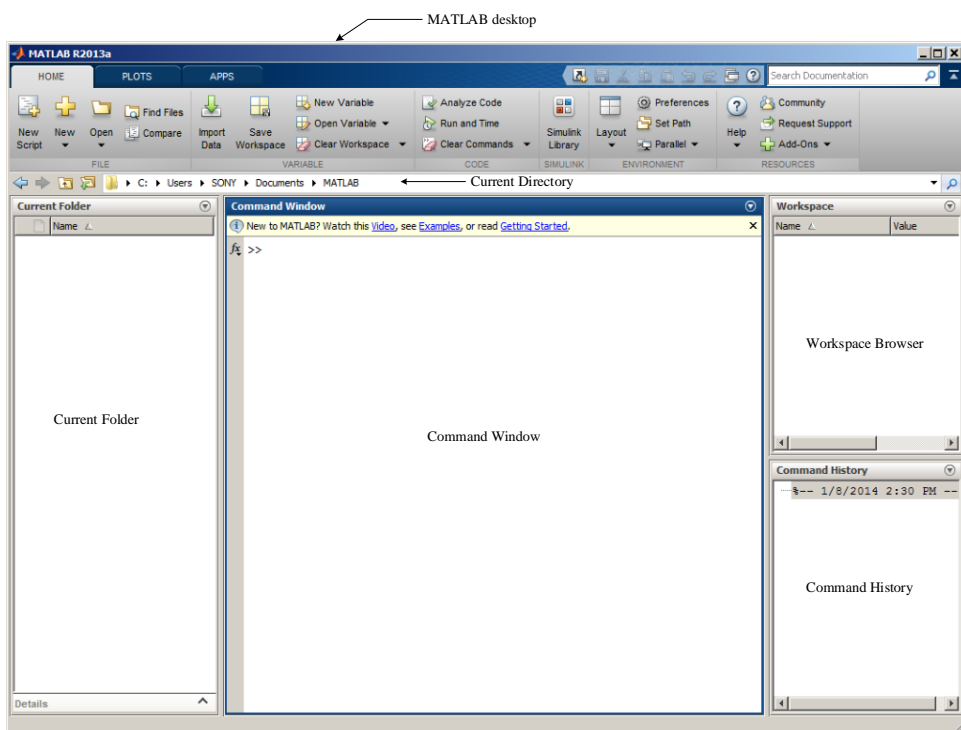 MATLAB desktop
MATLAB R2013a
HOME PLOTS APPS
Search Documentation
New Script
New
Open
Find Files
Compare
Import Data
Save Workspace
New Variable
Open Variable
Clear Workspace
Analyze Code
Run and Time
Clear Commands
Simulink Library
Layout
Preferences
Set Path
Parallel
Help
Community
Request Support
Add-Ons
FILE VARIABLE CODE SIMULINK ENVIRONMENT RESOURCES
C: Users SONY Documents MATLAB
Current Directory
Current Folder
Name
Current Folder
Details
Command Window
New to MATLAB? Watch this Video, see Examples, or read Getting Started.
fx >>
Command Window
Workspace
Name Value
Workspace Browser
Command History
%-- 1/8/2014 2:30 PM --
Command History